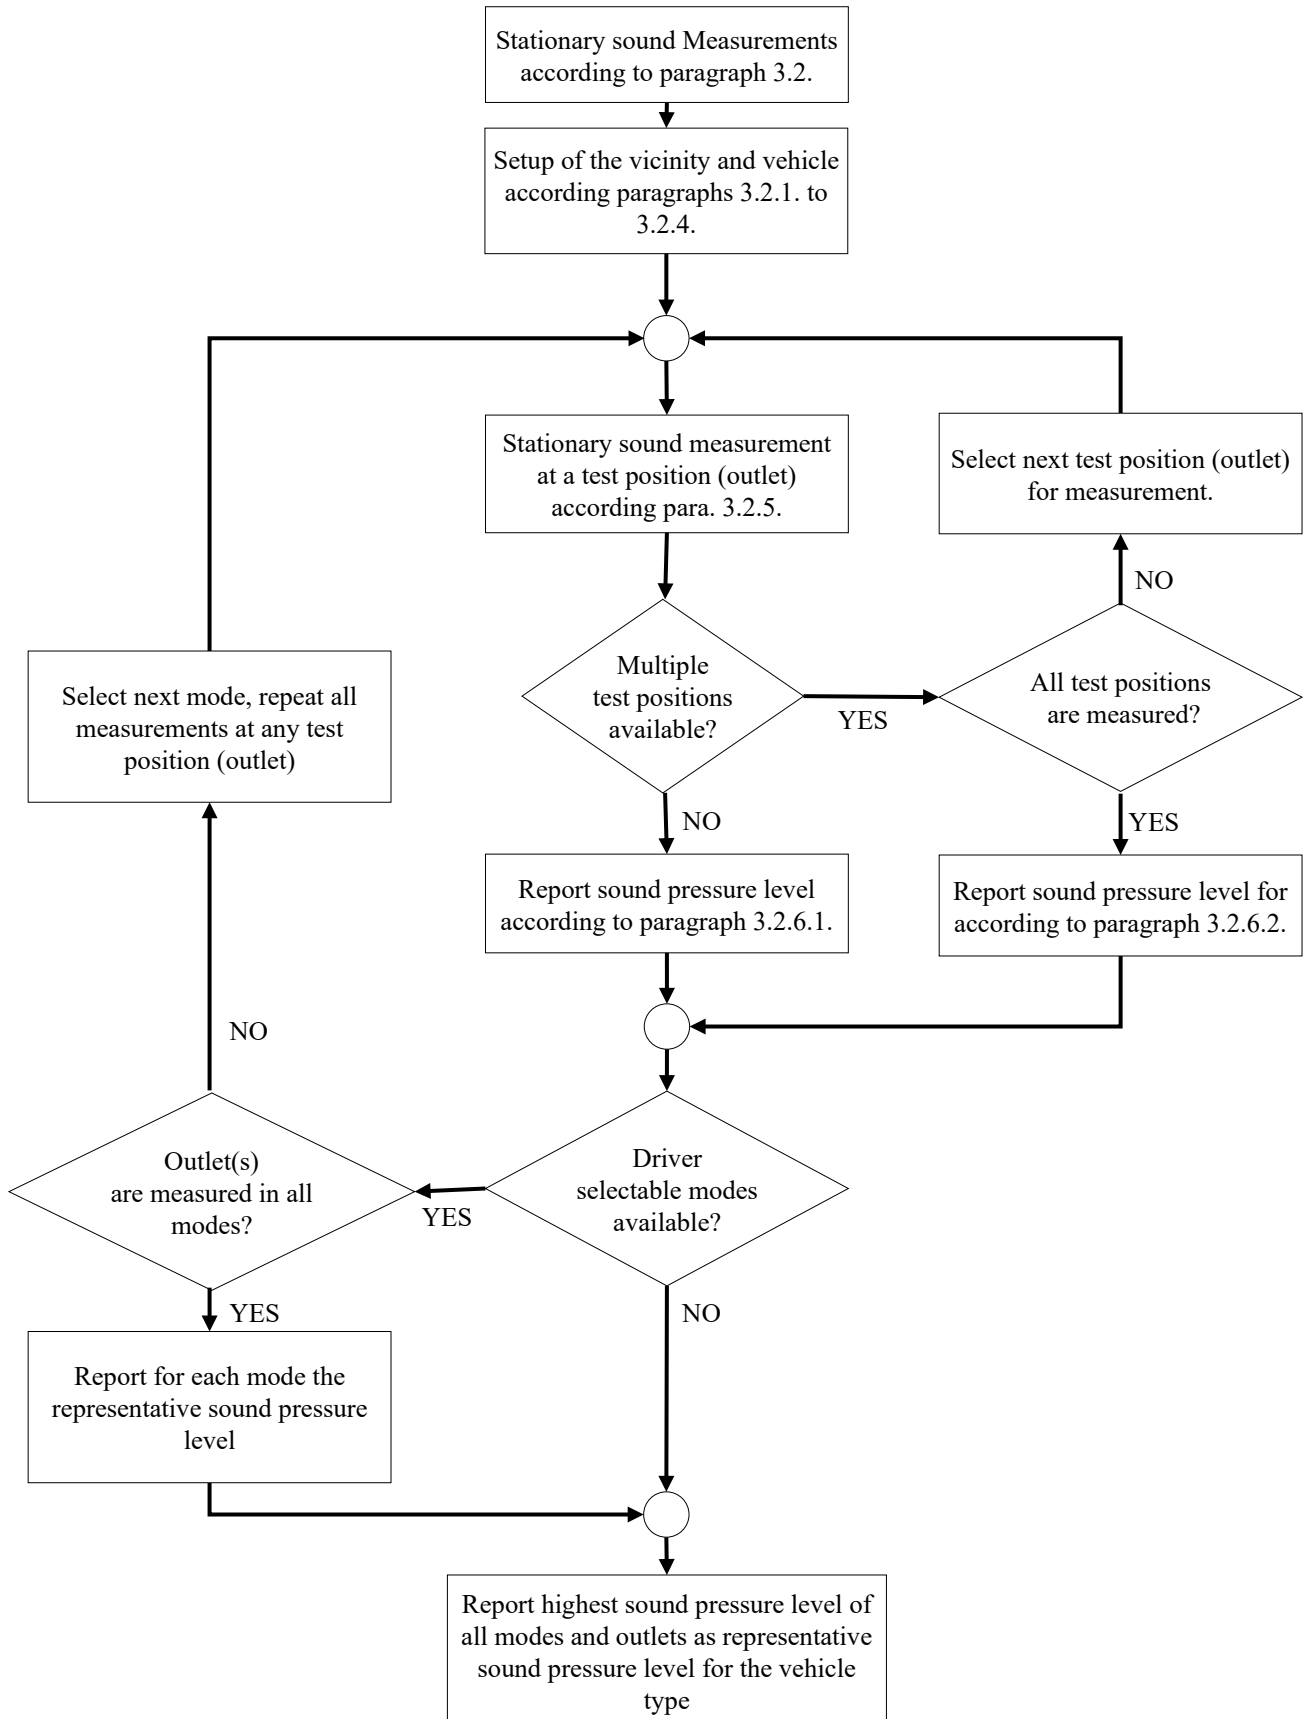 Stationary sound Measurements
according to paragraph 3.2.
Setup of the vicinity and vehicle
according paragraphs 3.2.1. to
3.2.4.
Stationary sound measurement
at a test position (outlet)
according para. 3.2.5.
Select next test position (outlet)
for measurement.
NO
Multiple
test positions
available?
YES
All test positions
are measured?
Select next mode, repeat all
measurements at any test
position (outlet)
NO
YES
Report sound pressure level
according to paragraph 3.2.6.1.
Report sound pressure level for
according to paragraph 3.2.6.2.
NO
Outlet(s)
are measured in all
modes?
YES
Driver
selectable modes
available?
YES
NO
Report for each mode the
representative sound pressure
level
Report highest sound pressure level of
all modes and outlets as representative
sound pressure level for the vehicle
type